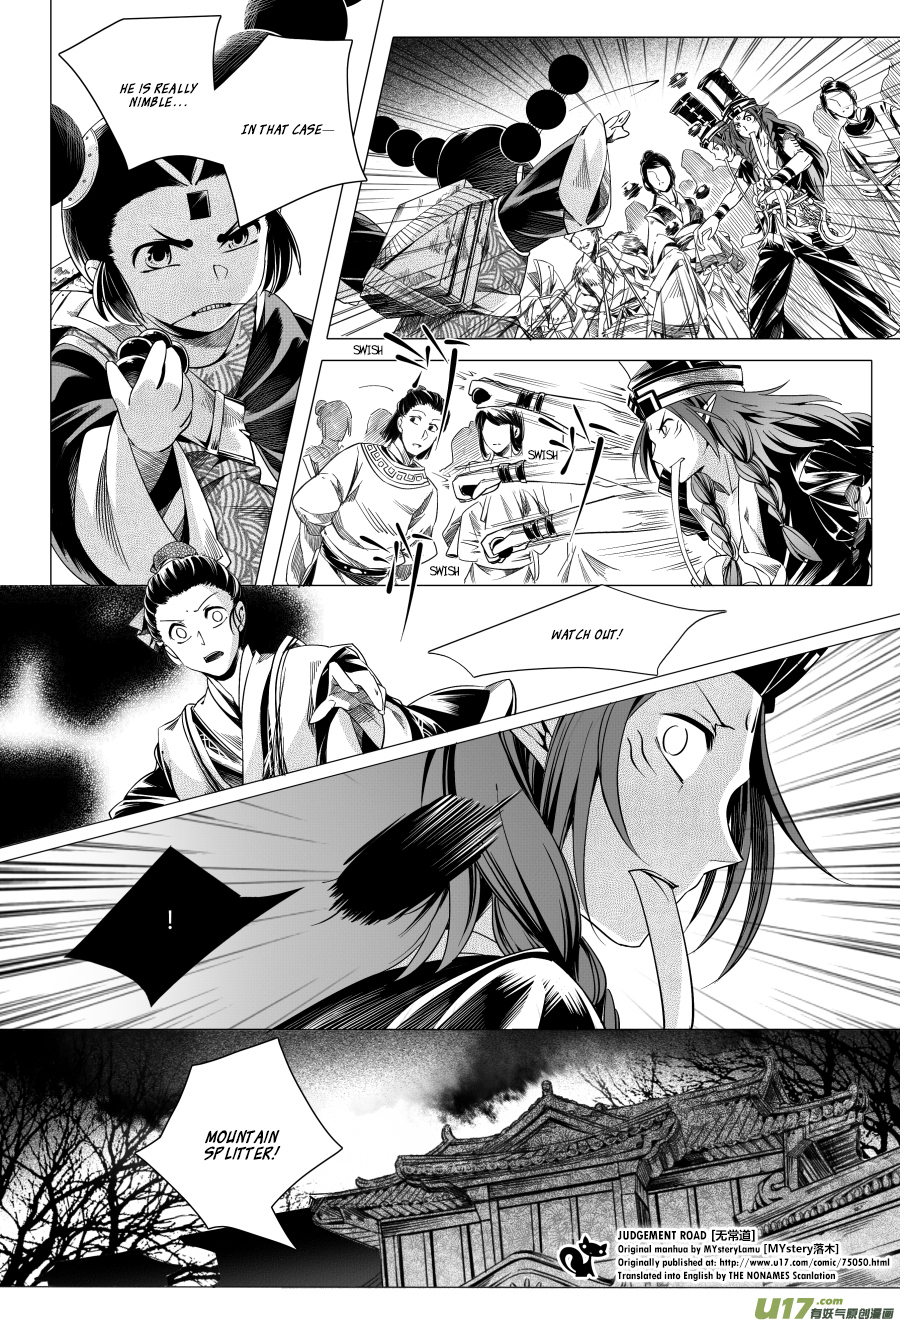 HE IS REALLY
NIMBLE...
IN THAT CASE—
SWISH
SWISH
SWISH
WATCH OUT!
!
MOUNTAIN
SPLITTER!
JUDGEMENT ROAD [无常道]
Original manhua by MYsteryLamu [MYstery落木]
Originally published at: http://www.u17.com/comic/75050.html
Translated into English by THE NONAMES Scanlation
U17.com
有妖气原创漫画